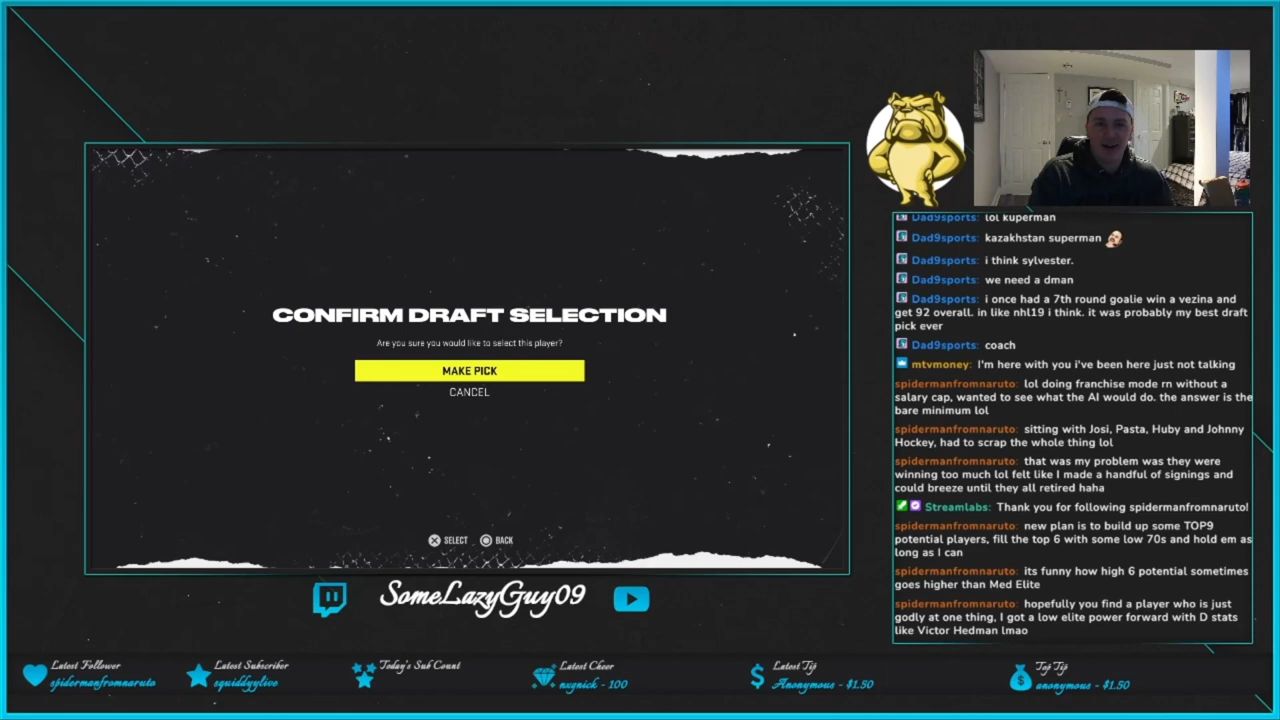 Dad9sports: lol kuperman
Dad9sports: kazakhstan superman
Dad9sports: i think sylvester.
Dad9sports: we need a dman
Dad9sports: i once had a 7th round goalie win a vezina and
get 92 overall. in like nhl19 i think. it was probably my best draft
pick ever
Dad9sports: coach
mtvmoney: I'm here with you i've been here just not talking
spidermanfromnaruto: lol doing franchise mode rn without a
salary cap, wanted to see what the AI would do. the answer is the
bare minimum lol
spidermanfromnaruto: sitting with Josi, Pasta, Huby and Johnny
Hockey, had to scrap the whole thing lol
spidermanfromnaruto: that was my problem was they were
winning too much lol felt like I made a handful of signings and
could breeze until they all retired haha
Streamlabs: Thank you for following spidermanfromnaruto!
spidermanfromnaruto: new plan is to build up some TOP9
potential players, fill the top 6 with some low 70s and hold em as
long as I can
spidermanfromnaruto: its funny how high 6 potential sometimes
goes higher than Med Elite
spidermanfromnaruto: hopefully you find a player who is just
godly at one thing, I got a low elite power forward with D stats
like Victor Hedman lmao
CONFIRM DRAFT SELECTION
Are you sure you would like to select this player?
MAKE PICK
CANCEL
SELECT BACK
SomeLazyGuy09
Latest Follower
spidermanfromnaruto
Latest Subscriber
squiddyylive
Today's Sub Count
Latest Cheer
nxgnick - 100
Latest Tip
Anonymous - $1.50
Top Tip
anonymous - $1.50